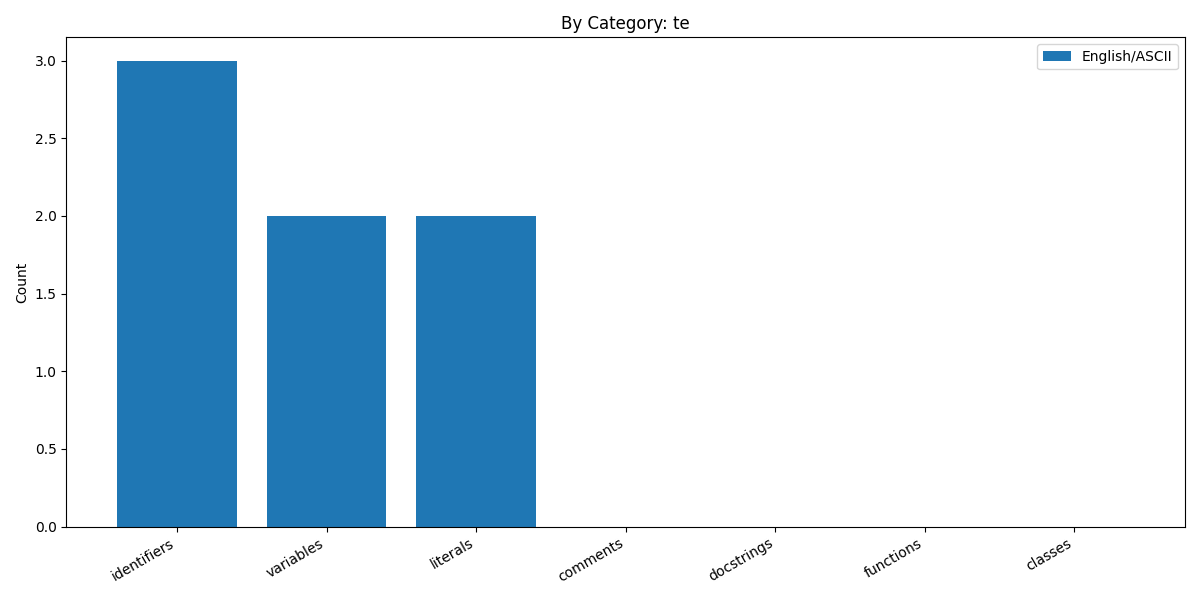 By Category: te
English/ASCII
Count
3.0
2.5
2.0
1.5
1.0
0.5
0.0
identifiers
variables
literals
comments
docstrings
functions
classes